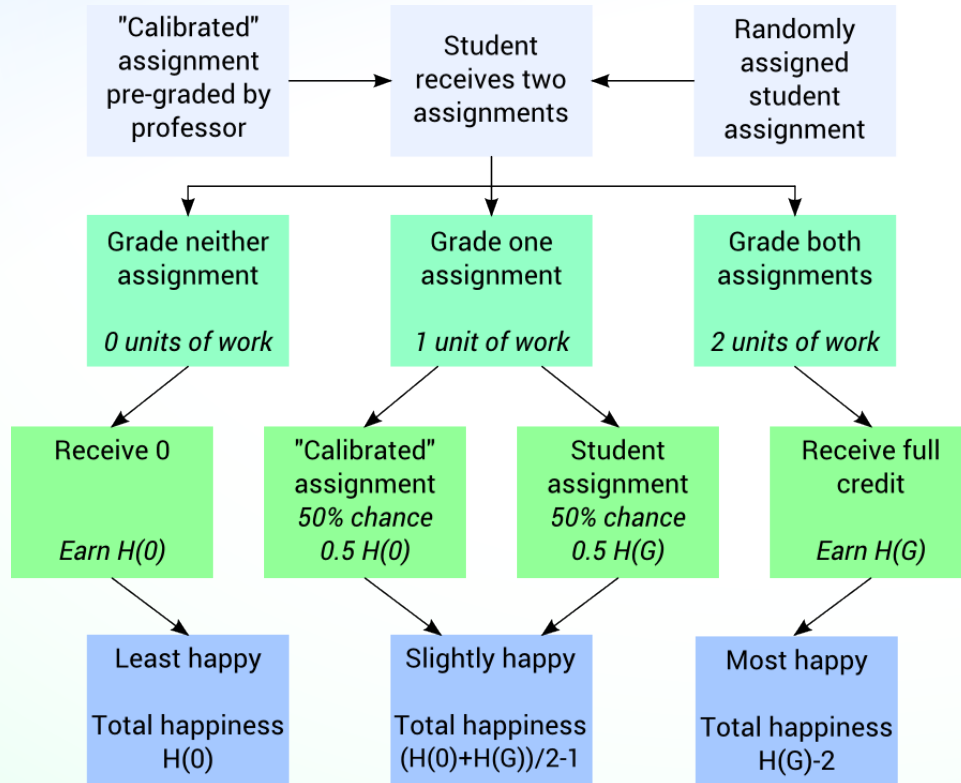 "Calibrated"
assignment
pre-graded by
professor
Student
receives two
assignments
Randomly
assigned
student
assignment
Grade neither
assignment
0 units of work
Grade one
assignment
1 unit of work
Grade both
assignments
2 units of work
Receive 0
Earn H(0)
"Calibrated"
assignment
50% chance
0.5 H(0)
Student
assignment
50% chance
0.5 H(G)
Receive full
credit
Earn H(G)
Least happy
Total happiness
H(0)
Slightly happy
Total happiness
(H(0)+H(G))/2-1
Most happy
Total happiness
H(G)-2